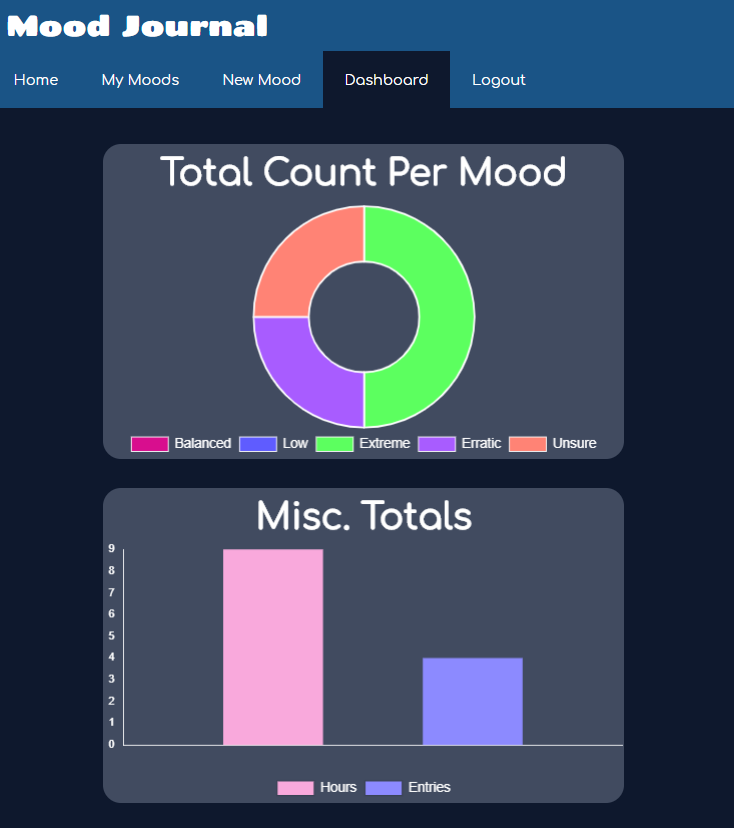 Mood Journal
Home My Moods New Mood Dashboard Logout
Total Count Per Mood
Balanced Low Extreme Erratic Unsure
Misc. Totals
9
8
7
6
5
4
3
2
1
0
Hours Entries